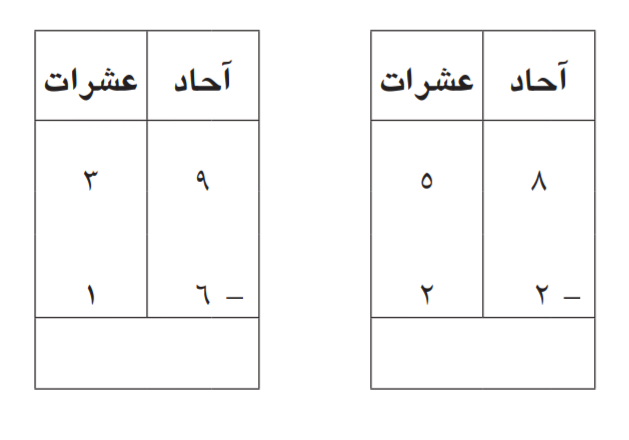 آحاد عشرات
٨ ٥
– ٢ ٢
آحاد عشرات
٩ ٣
– ٦ ١